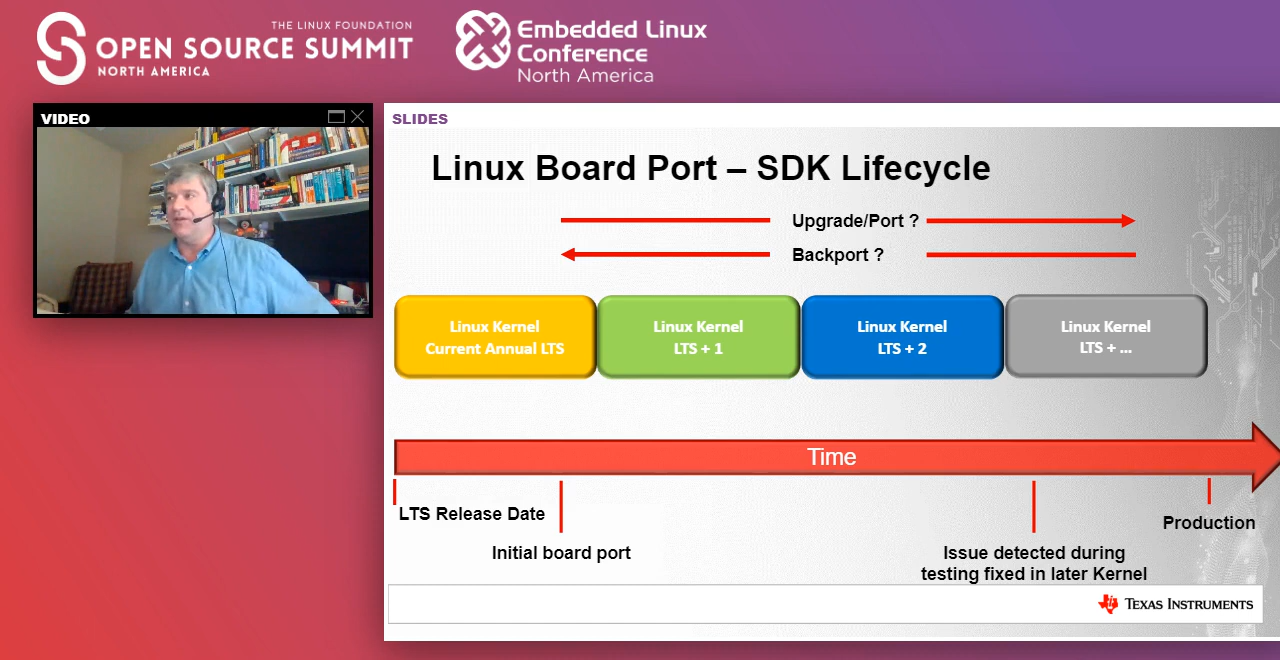 THE LINUX FOUNDATION
OPEN SOURCE SUMMIT
NORTH AMERICA
Embedded Linux
Conference
North America
VIDEO
SLIDES
Linux Board Port – SDK Lifecycle
Upgrade/Port ?
Backport ?
Linux Kernel
Current Annual LTS
Linux Kernel
LTS + 1
Linux Kernel
LTS + 2
Linux Kernel
LTS + ...
Time
LTS Release Date
Initial board port
Issue detected during
testing fixed in later Kernel
Production
TEXAS INSTRUMENTS